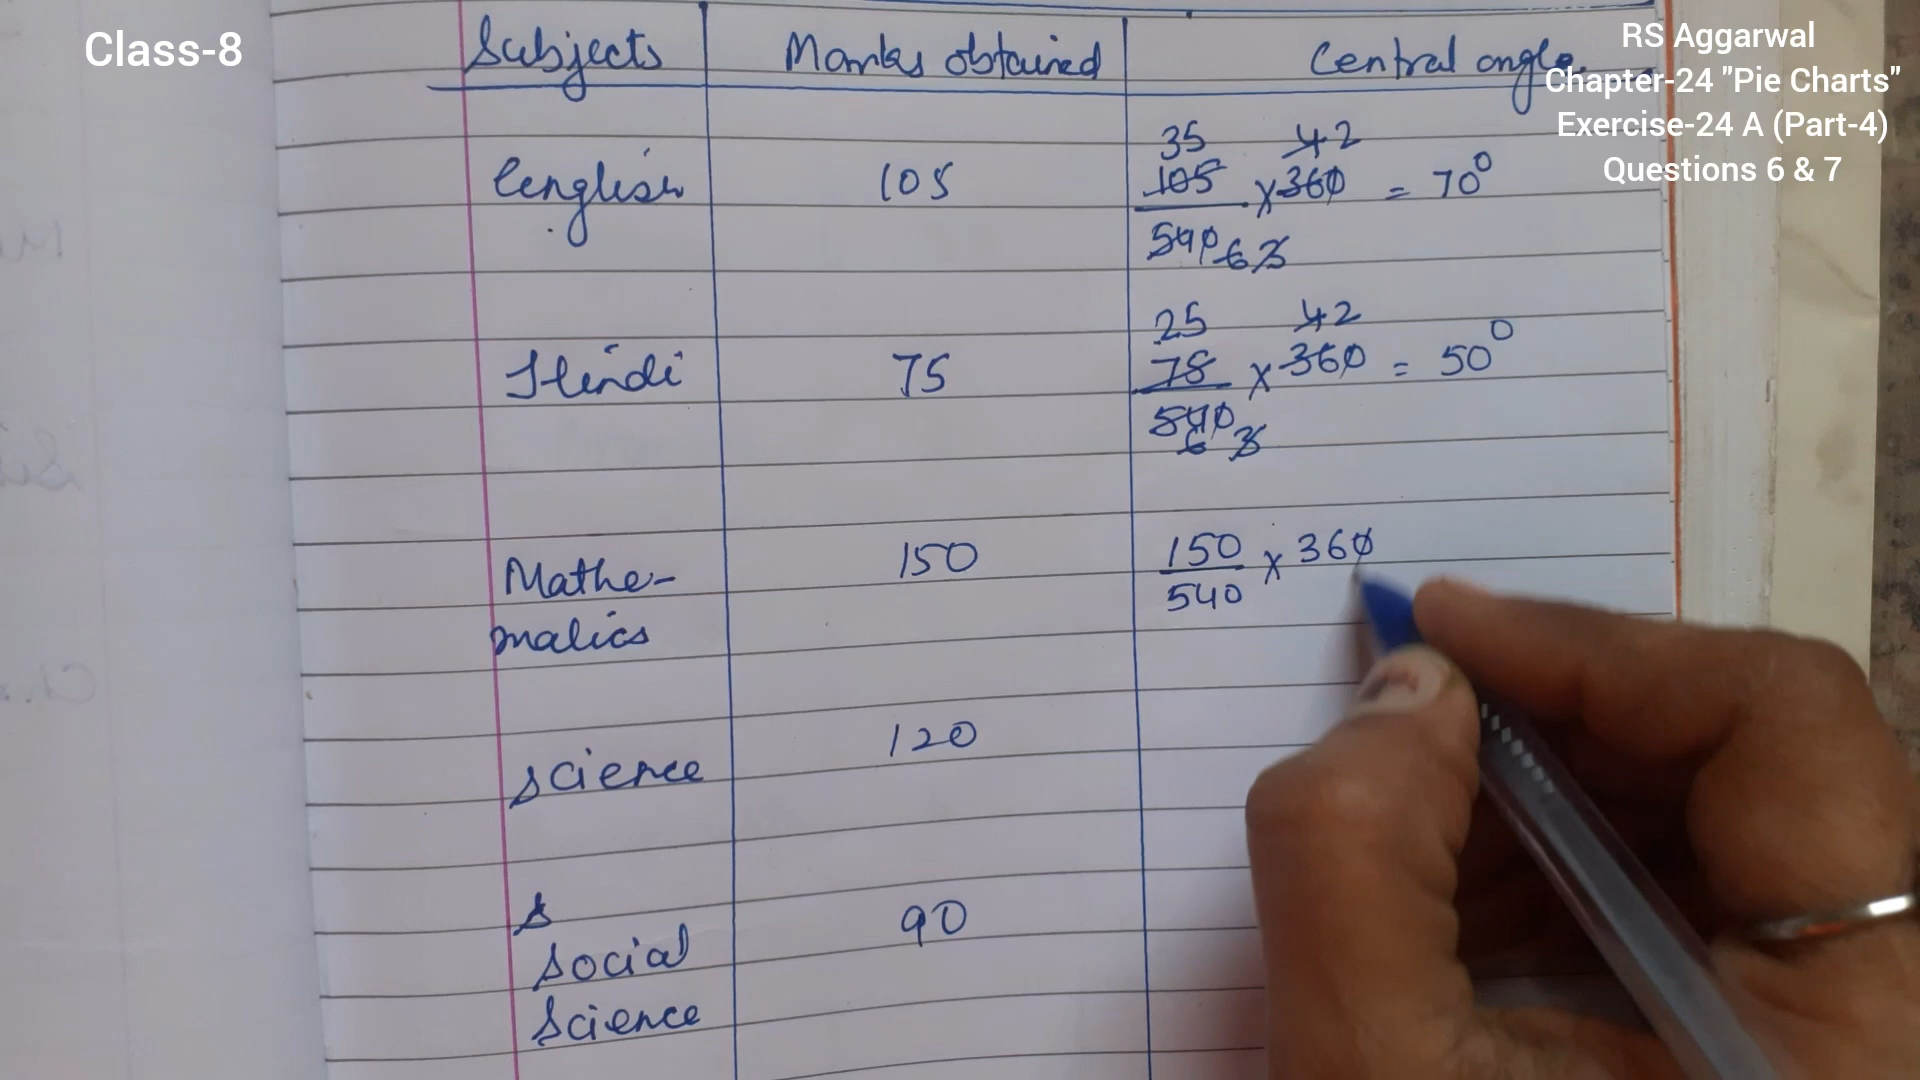 Class-8
RS Aggarwal
Chapter-24 "Pie Charts"
Exercise-24 A (Part-4)
Questions 6 & 7
Subjects Marks obtained Central angle
35 42
English 105 105 × 360 = 70°
540 6 3
25 42
Hindi 75 75 × 360 = 50°
540
6 3
Mathe- 150 150 × 360
matics 540
Science 120
S 90
Social
Science